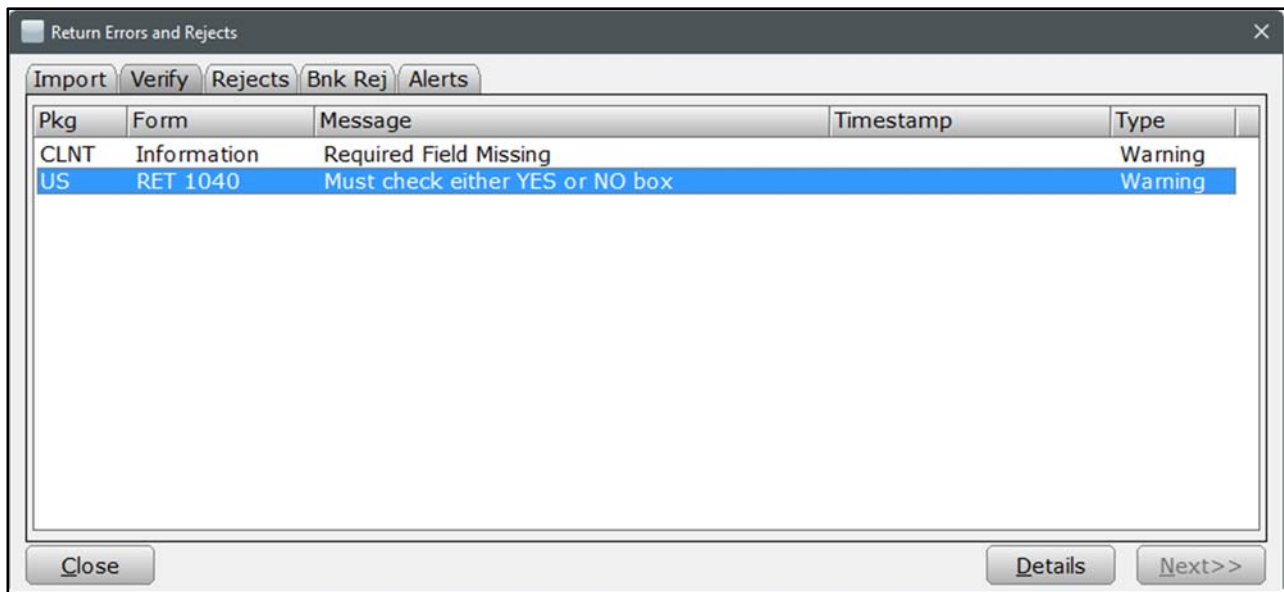 Return Errors and Rejects
Import Verify Rejects Bnk Rej Alerts
Pkg Form Message Timestamp Type
CLNT Information Required Field Missing Warning
US RET 1040 Must check either YES or NO box Warning
Close Details Next>>